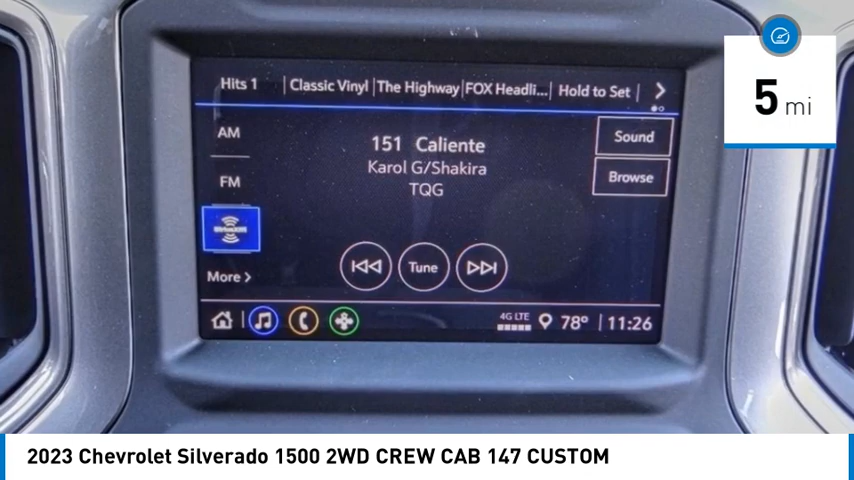 Hits 1 | Classic Vinyl | The Highway | FOX Headli... | Hold to Set |
5 mi
AM
151 Caliente
Sound
Karol G/Shakira
FM
TQG
Browse
SiriusXM
Tune
More >
4G LTE
78° | 11:26
2023 Chevrolet Silverado 1500 2WD CREW CAB 147 CUSTOM